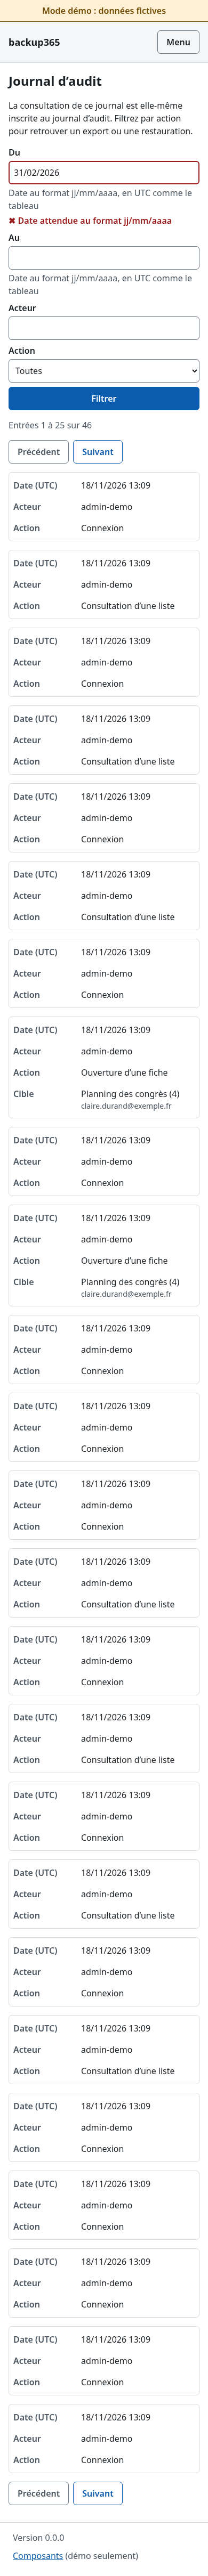 Mode démo : données fictives
backup365
Menu
Journal d’audit
La consultation de ce journal est elle-même
inscrite au journal d’audit. Filtrez par action
pour retrouver un export ou une restauration.
Du
31/02/2026
Date au format jj/mm/aaaa, en UTC comme le
tableau
✖ Date attendue au format jj/mm/aaaa
Au
Date au format jj/mm/aaaa, en UTC comme le
tableau
Acteur
Action
Toutes
Filtrer
Entrées 1 à 25 sur 46
Précédent Suivant
Date (UTC) 18/11/2026 13:09
Acteur admin-demo
Action Connexion
Date (UTC) 18/11/2026 13:09
Acteur admin-demo
Action Consultation d’une liste
Date (UTC) 18/11/2026 13:09
Acteur admin-demo
Action Connexion
Date (UTC) 18/11/2026 13:09
Acteur admin-demo
Action Consultation d’une liste
Date (UTC) 18/11/2026 13:09
Acteur admin-demo
Action Connexion
Date (UTC) 18/11/2026 13:09
Acteur admin-demo
Action Consultation d’une liste
Date (UTC) 18/11/2026 13:09
Acteur admin-demo
Action Connexion
Date (UTC) 18/11/2026 13:09
Acteur admin-demo
Action Ouverture d’une fiche
Cible Planning des congrès (4)
claire.durand@exemple.fr
Date (UTC) 18/11/2026 13:09
Acteur admin-demo
Action Connexion
Date (UTC) 18/11/2026 13:09
Acteur admin-demo
Action Ouverture d’une fiche
Cible Planning des congrès (4)
claire.durand@exemple.fr
Date (UTC) 18/11/2026 13:09
Acteur admin-demo
Action Connexion
Date (UTC) 18/11/2026 13:09
Acteur admin-demo
Action Connexion
Date (UTC) 18/11/2026 13:09
Acteur admin-demo
Action Connexion
Date (UTC) 18/11/2026 13:09
Acteur admin-demo
Action Consultation d’une liste
Date (UTC) 18/11/2026 13:09
Acteur admin-demo
Action Connexion
Date (UTC) 18/11/2026 13:09
Acteur admin-demo
Action Consultation d’une liste
Date (UTC) 18/11/2026 13:09
Acteur admin-demo
Action Connexion
Date (UTC) 18/11/2026 13:09
Acteur admin-demo
Action Consultation d’une liste
Date (UTC) 18/11/2026 13:09
Acteur admin-demo
Action Connexion
Date (UTC) 18/11/2026 13:09
Acteur admin-demo
Action Consultation d’une liste
Date (UTC) 18/11/2026 13:09
Acteur admin-demo
Action Connexion
Date (UTC) 18/11/2026 13:09
Acteur admin-demo
Action Connexion
Date (UTC) 18/11/2026 13:09
Acteur admin-demo
Action Connexion
Date (UTC) 18/11/2026 13:09
Acteur admin-demo
Action Connexion
Date (UTC) 18/11/2026 13:09
Acteur admin-demo
Action Connexion
Précédent Suivant
Version 0.0.0
Composants (démo seulement)